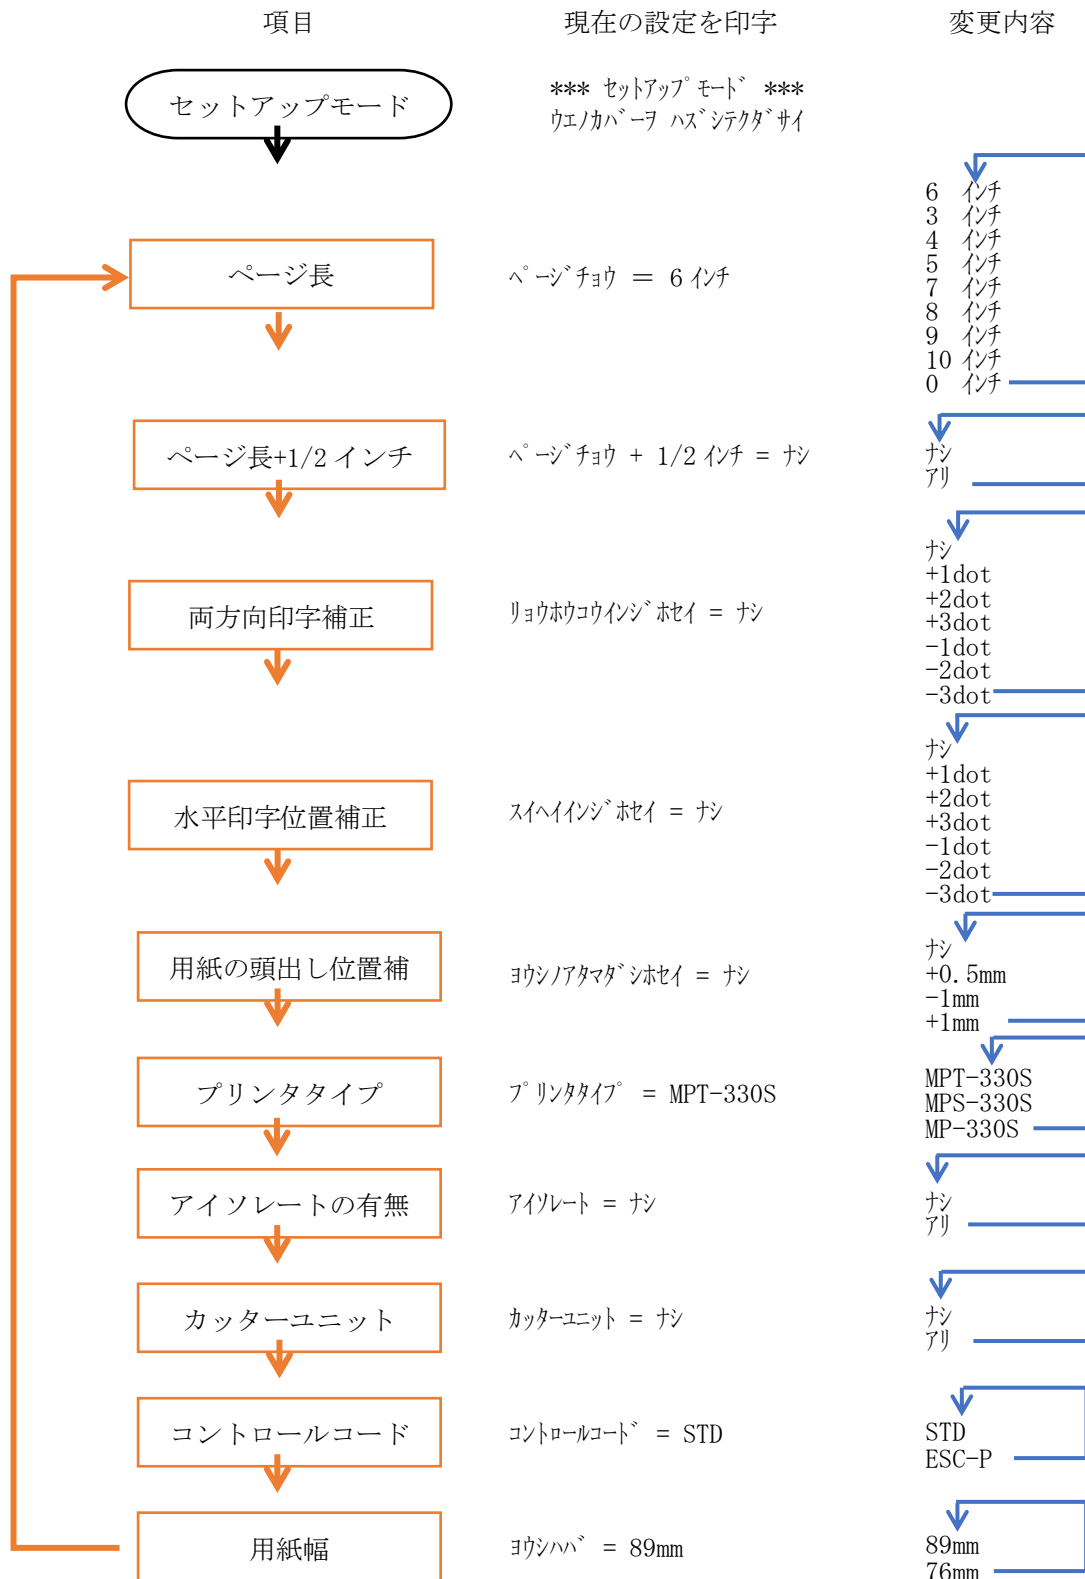 項目　現在の設定を印字　変更内容
セットアップモード
*** ｾｯﾄｱｯﾌﾟﾓｰﾄﾞ ***
ｳｴﾉｶﾊﾞｰｦ ﾊｽﾞｼﾃｸﾀﾞｻｲ
ページ長
ﾍﾟｰｼﾞﾁｮｳ ＝ 6 ｲﾝﾁ
6 ｲﾝﾁ
3 ｲﾝﾁ
4 ｲﾝﾁ
5 ｲﾝﾁ
7 ｲﾝﾁ
8 ｲﾝﾁ
9 ｲﾝﾁ
10 ｲﾝﾁ
0 ｲﾝﾁ
ページ長+1/2 インチ
ﾍﾟｰｼﾞﾁｮｳ + 1/2 ｲﾝﾁ = ﾅｼ
ﾅｼ
ｱﾘ
両方向印字補正
ﾘｮｳﾎｳｺｳｲﾝｼﾞﾎｾｲ = ﾅｼ
ﾅｼ
+1dot
+2dot
+3dot
-1dot
-2dot
-3dot
水平印字位置補正
ｽｲﾍｲｲﾝｼﾞﾎｾｲ = ﾅｼ
ﾅｼ
+1dot
+2dot
+3dot
-1dot
-2dot
-3dot
用紙の頭出し位置補
ﾖｳｼﾉｱﾀﾏﾀﾞｼﾎｾｲ = ﾅｼ
ﾅｼ
+0.5mm
-1mm
+1mm
プリンタタイプ
ﾌﾟﾘﾝﾀﾀｲﾌﾟ = MPT-330S
MPT-330S
MPS-330S
MP-330S
アイソレートの有無
ｱｲｿﾚｰﾄ = ﾅｼ
ﾅｼ
ｱﾘ
カッターユニット
ｶｯﾀｰﾕﾆｯﾄ = ﾅｼ
ﾅｼ
ｱﾘ
コントロールコード
ｺﾝﾄﾛｰﾙｺｰﾄﾞ = STD
STD
ESC-P
用紙幅
ﾖｳｼﾊﾊﾞ = 89mm
89mm
76mm